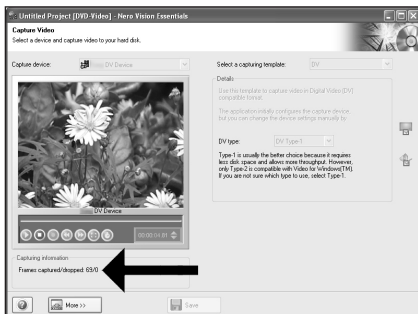 Untitled Project [DVD-Video] - Nero Vision Essentials
Capture Video
Select a device and capture video to your hard disk.
Capture device:
DV Device
Select a capturing template:
DV
Details
Use this template to capture video in Digital Video (DV)
compatible format.
The application initially configures the capture device
but you can change the device settings manually by
DV type:
DV Type-1
Type-1 is usually the better choice because it requires
less disk space and allows more throughput. However,
only Type-2 is compatible with Video for Windows(TM).
If you are not sure which type to use, select Type-1.
DV Device
Capturing information
Frames captured/dropped: 69/0
More >>
Save